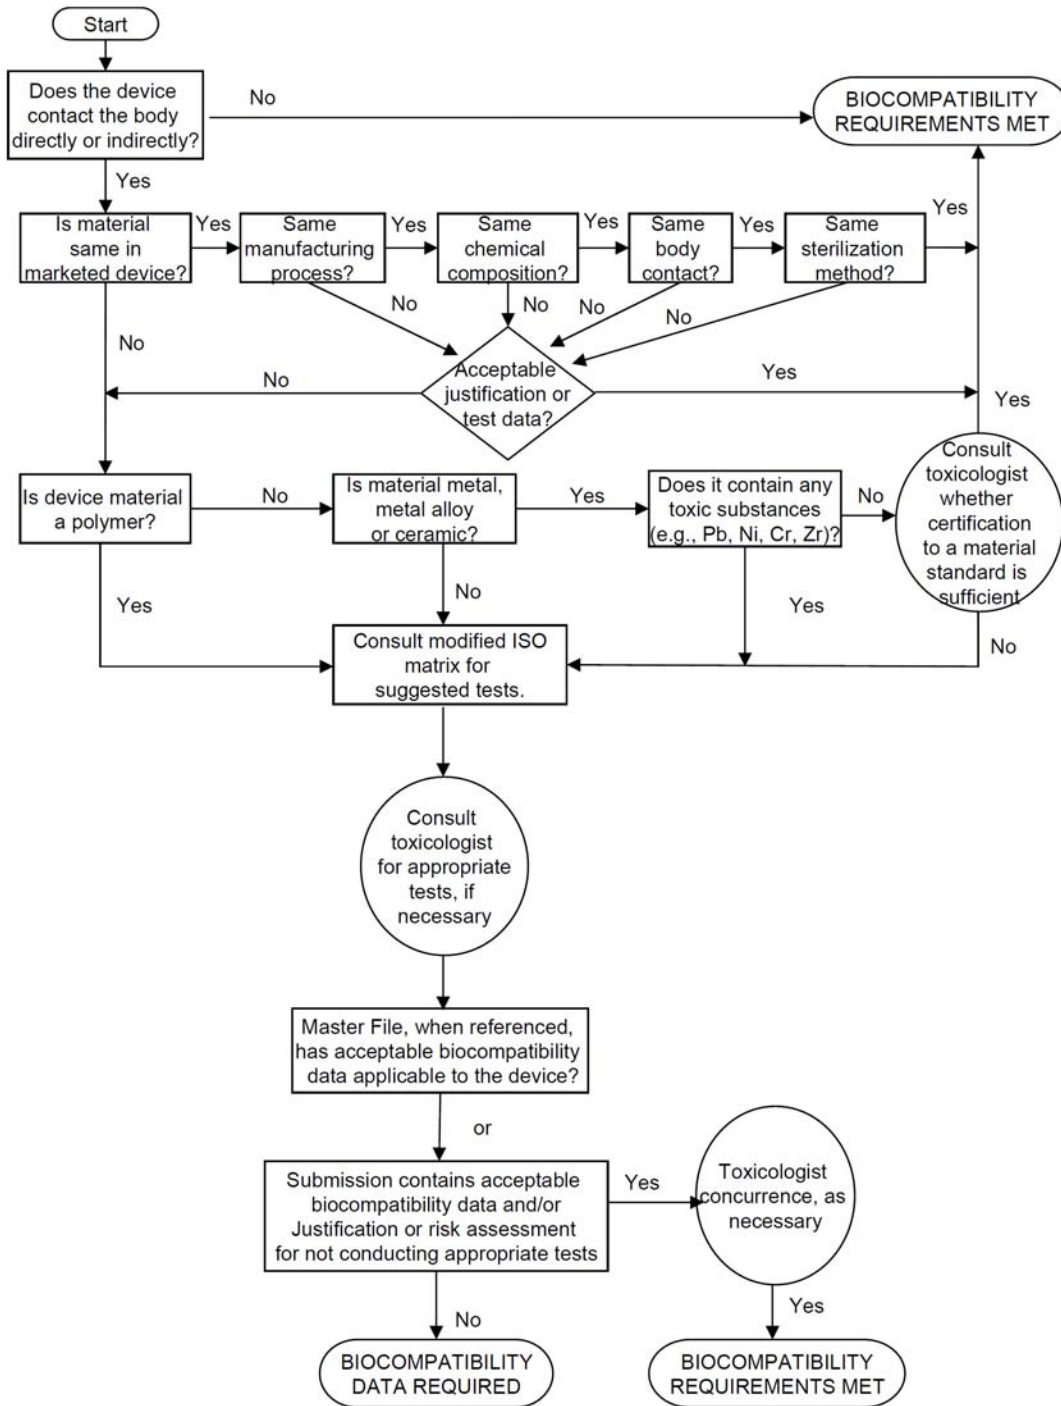 Start
Does the device
contact the body
directly or indirectly?
No
BIOCOMPATIBILITY
REQUIREMENTS MET
Yes
Is material
same in
marketed device?
Yes
Same
manufacturing
process?
Yes
Same
chemical
composition?
Yes
Same
body
contact?
Yes
Same
sterilization
method?
Yes
No
No
No
No
No
Acceptable
justification or
test data?
No
Yes
Yes
Is device material
a polymer?
No
Is material metal,
metal alloy
or ceramic?
Yes
Does it contain any
toxic substances
(e.g., Pb, Ni, Cr, Zr)?
No
Consult
toxicologist
whether
certification
to a material
standard is
sufficient
Yes
No
Yes
No
Consult modified ISO
matrix for
suggested tests.
Consult
toxicologist
for appropriate
tests, if
necessary
Master File, when referenced,
has acceptable biocompatibility
data applicable to the device?
or
Submission contains acceptable
biocompatibility data and/or
Justification or risk assessment
for not conducting appropriate tests
Yes
Toxicologist
concurrence, as
necessary
No
Yes
BIOCOMPATIBILITY
DATA REQUIRED
BIOCOMPATIBILITY
REQUIREMENTS MET